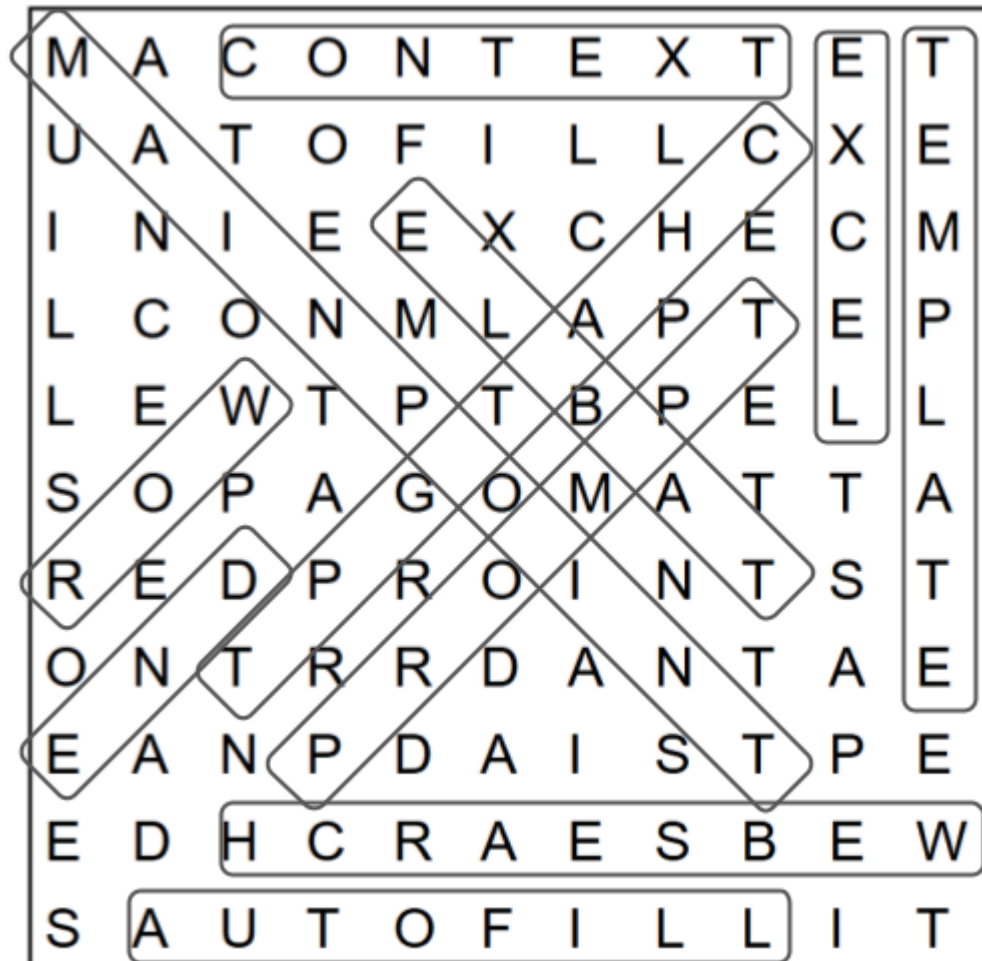 M A C O N T E X T E T
U A T O F I L L C X E
I N I E E X C H E C M
L C O N M L A P T E P
L E W T P T B P E L L
S O P A G O M A T T A
R E D P R O I N T S T
O N T R R D A N T A E
E A N P D A I S T P E
E D H C R A E S B E W
S A U T O F I L L I T